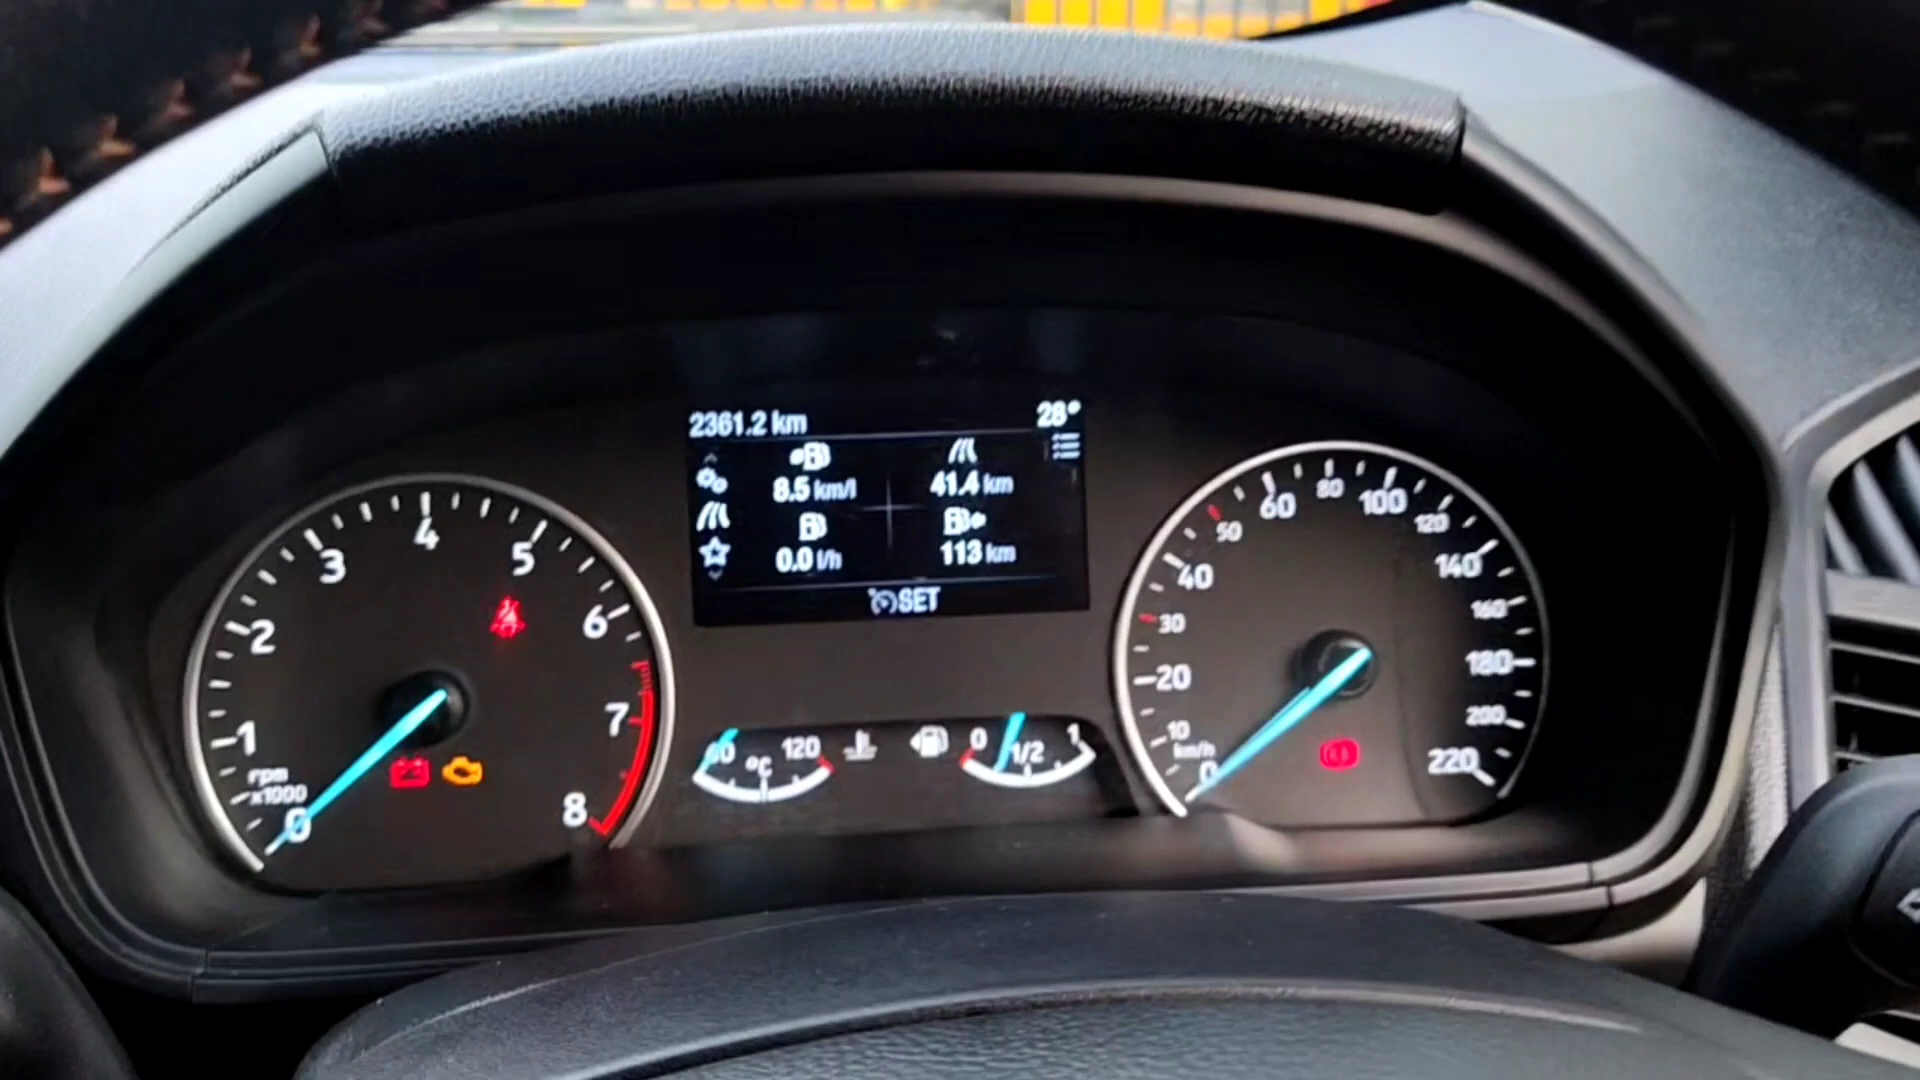 2361.2 km 28°
8.5 km/l 41.4 km
0.0 l/h 113 km
SET
0 1 2 3 4 5 6 7 8
rpm
x1000
60 °C 120
0 1/2 1
0 10 20 30 40 50 60 80 100 120 140 160 180 200 220
km/h